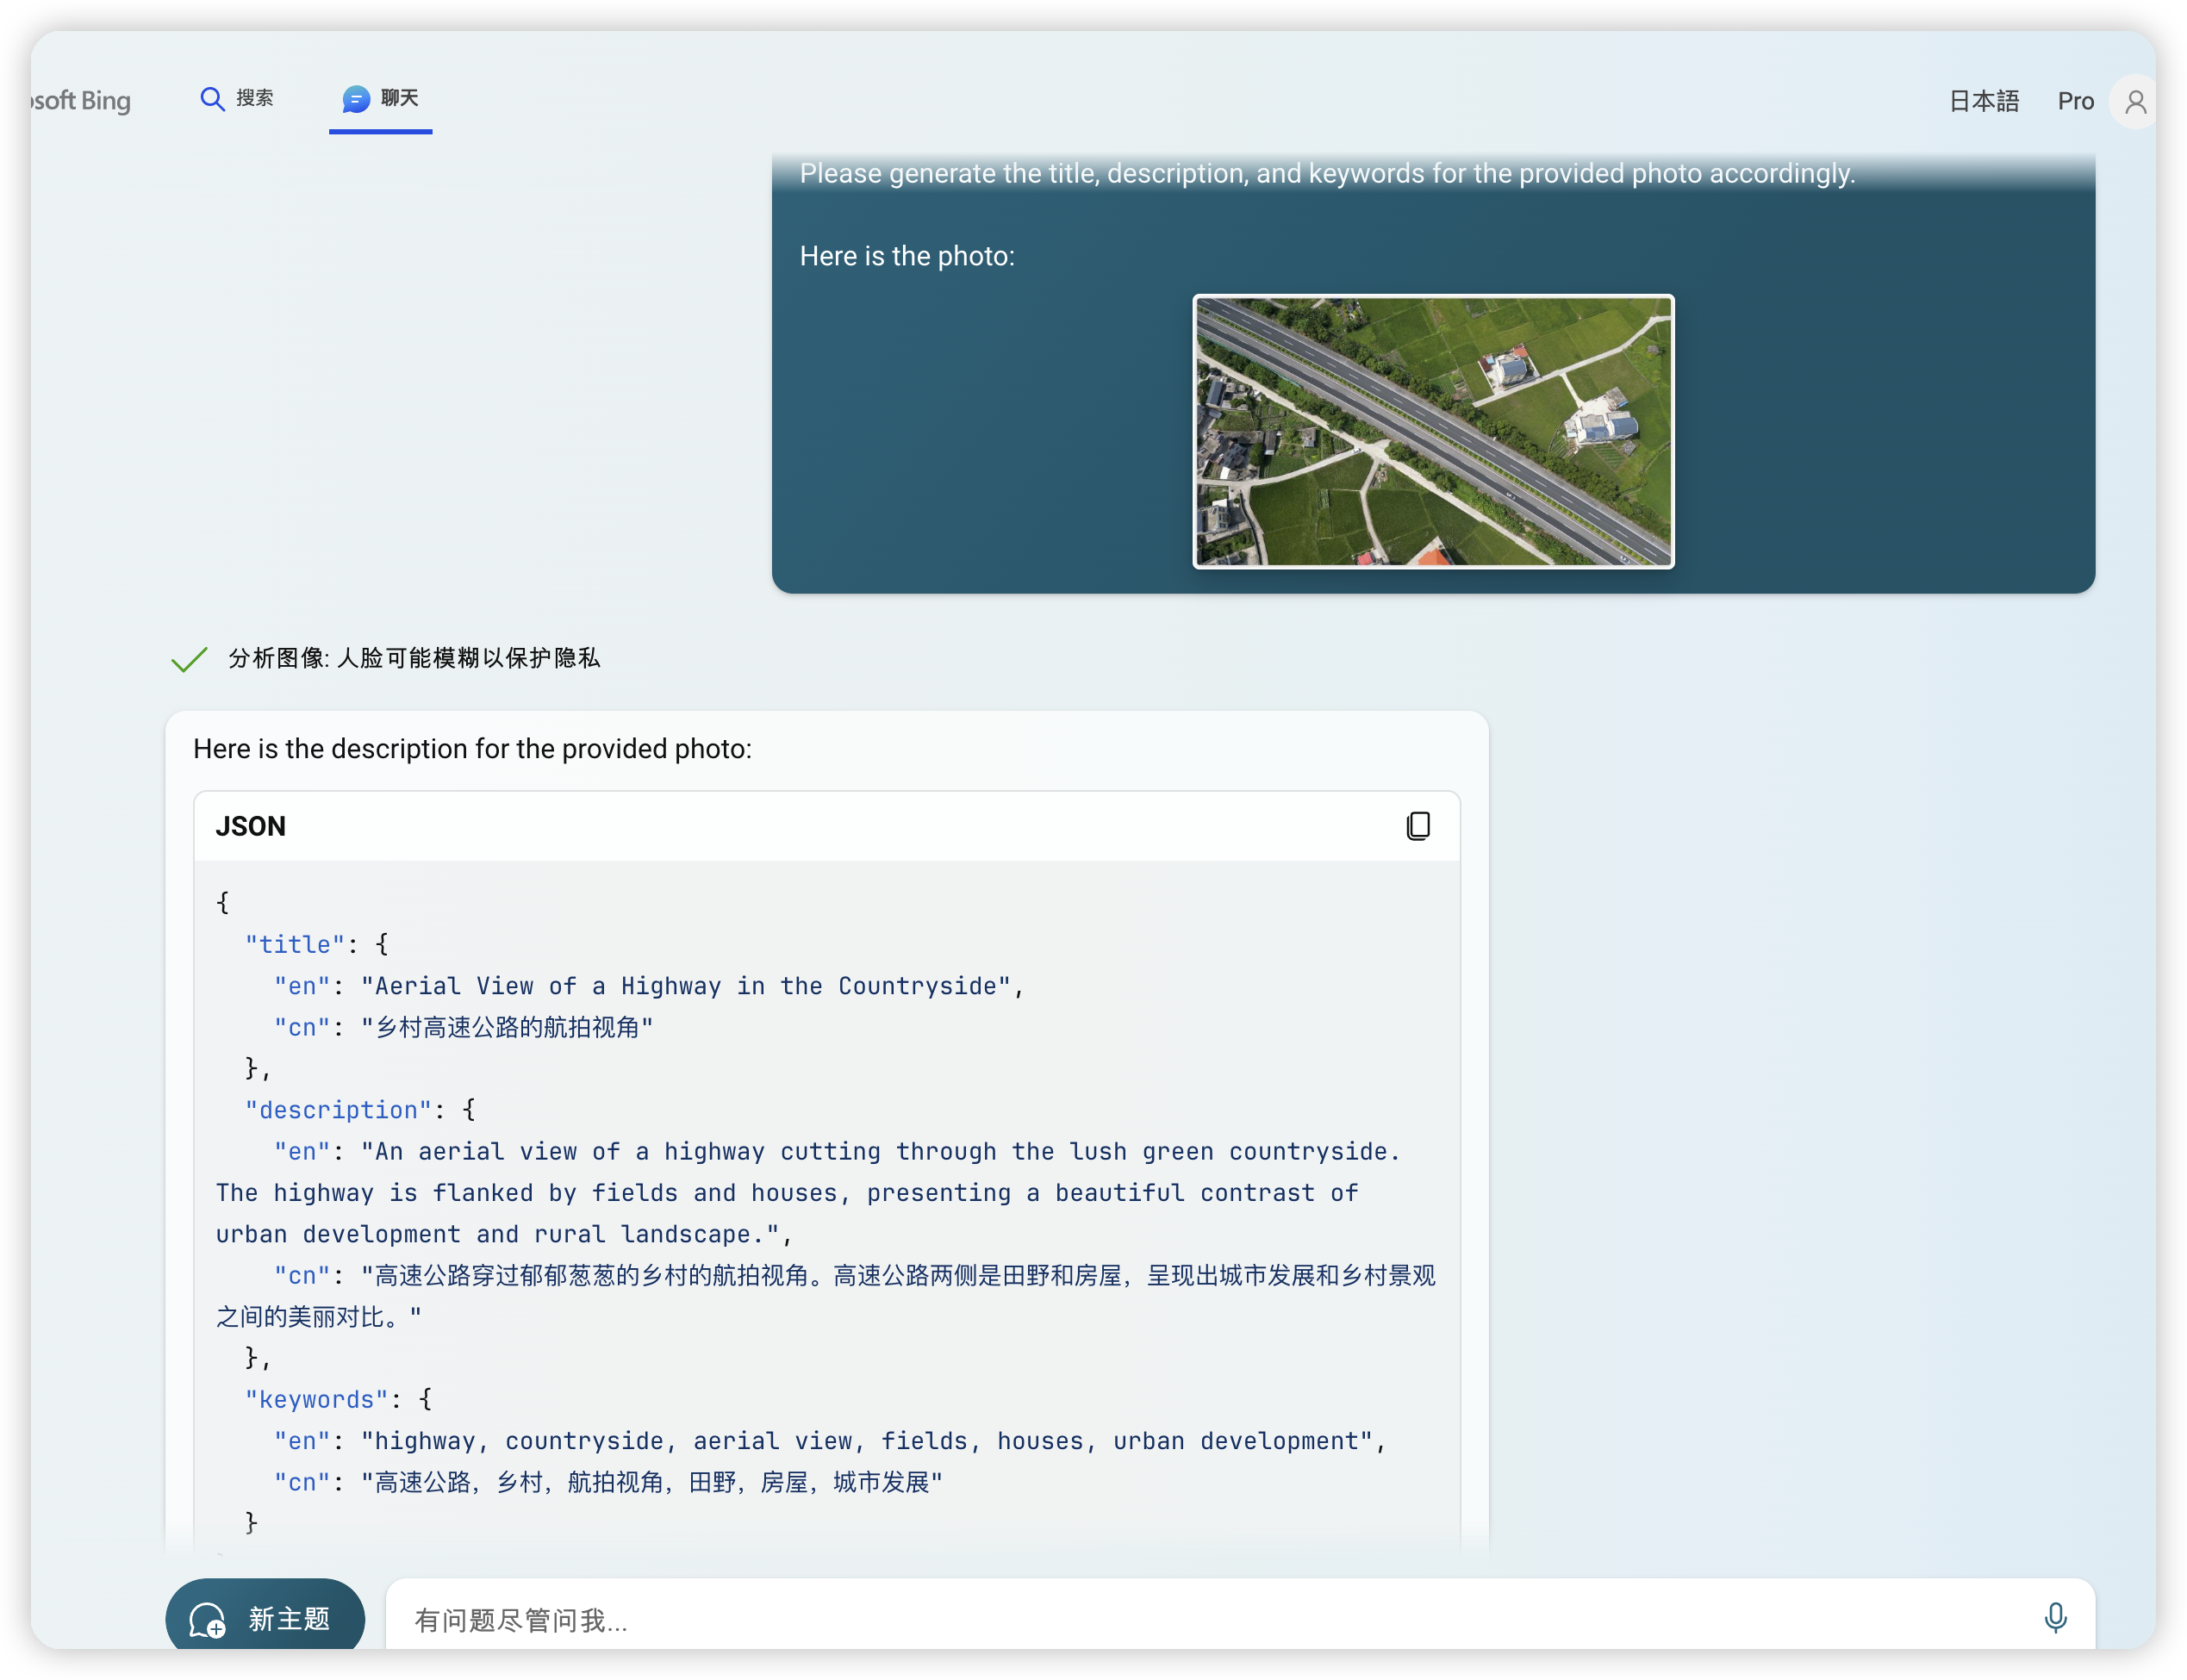 osoft Bing
搜索
聊天
日本語
Pro
Please generate the title, description, and keywords for the provided photo accordingly.
Here is the photo:
分析图像: 人脸可能模糊以保护隐私
Here is the description for the provided photo:
JSON
{
"title": {
"en": "Aerial View of a Highway in the Countryside",
"cn": "乡村高速公路的航拍视角"
},
"description": {
"en": "An aerial view of a highway cutting through the lush green countryside.
The highway is flanked by fields and houses, presenting a beautiful contrast of
urban development and rural landscape.",
"cn": "高速公路穿过郁郁葱葱的乡村的航拍视角。高速公路两侧是田野和房屋，呈现出城市发展和乡村景观
之间的美丽对比。"
},
"keywords": {
"en": "highway, countryside, aerial view, fields, houses, urban development",
"cn": "高速公路，乡村，航拍视角，田野，房屋，城市发展"
}
新主题
有问题尽管问我...